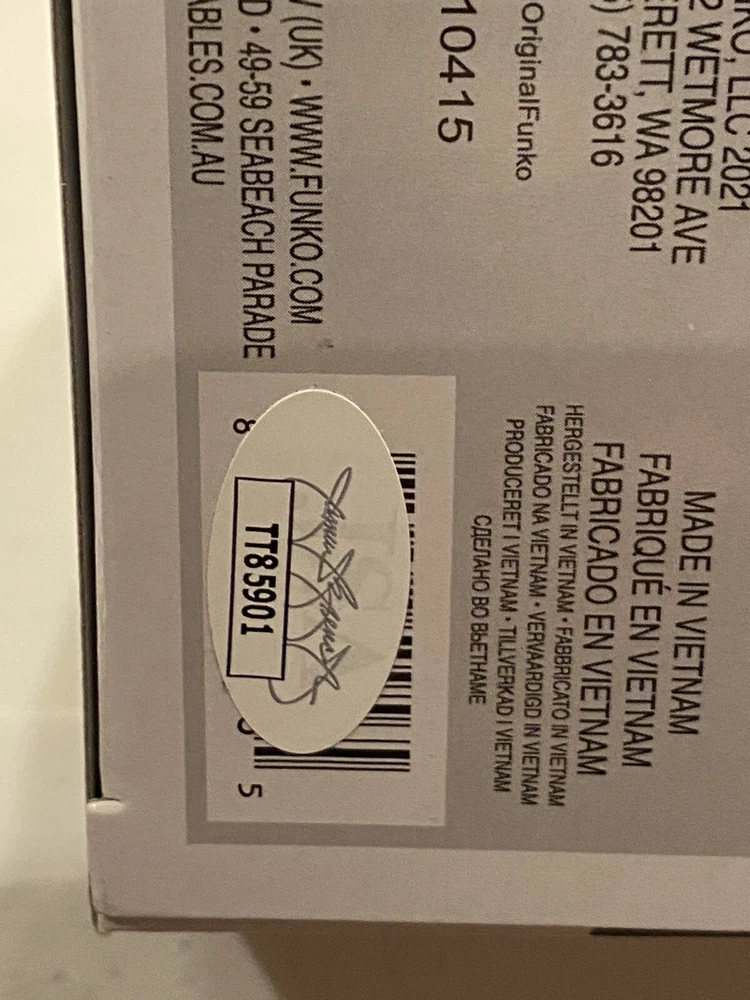 KO, LLC 2021
2 WETMORE AVE
ERETT, WA 98201
) 783-3616
OriginalFunko
10415
(UK) • WWW.FUNKO.COM
D • 49-59 SEABEACH PARADE
ABLES.COM.AU
MADE IN VIETNAM
FABRIQUÉ EN VIETNAM
FABRICADO EN VIETNAM
HERGESTELLT IN VIETNAM • FABBRICATO IN VIETNAM
FABRICADO NA VIETNAM • VERVAARDIGD IN VIETNAM
PRODUCERET I VIETNAM • TILLVERKAD I VIETNAM
СДЕЛАНО ВО ВЬЕТНАМЕ
8
TT85901
5